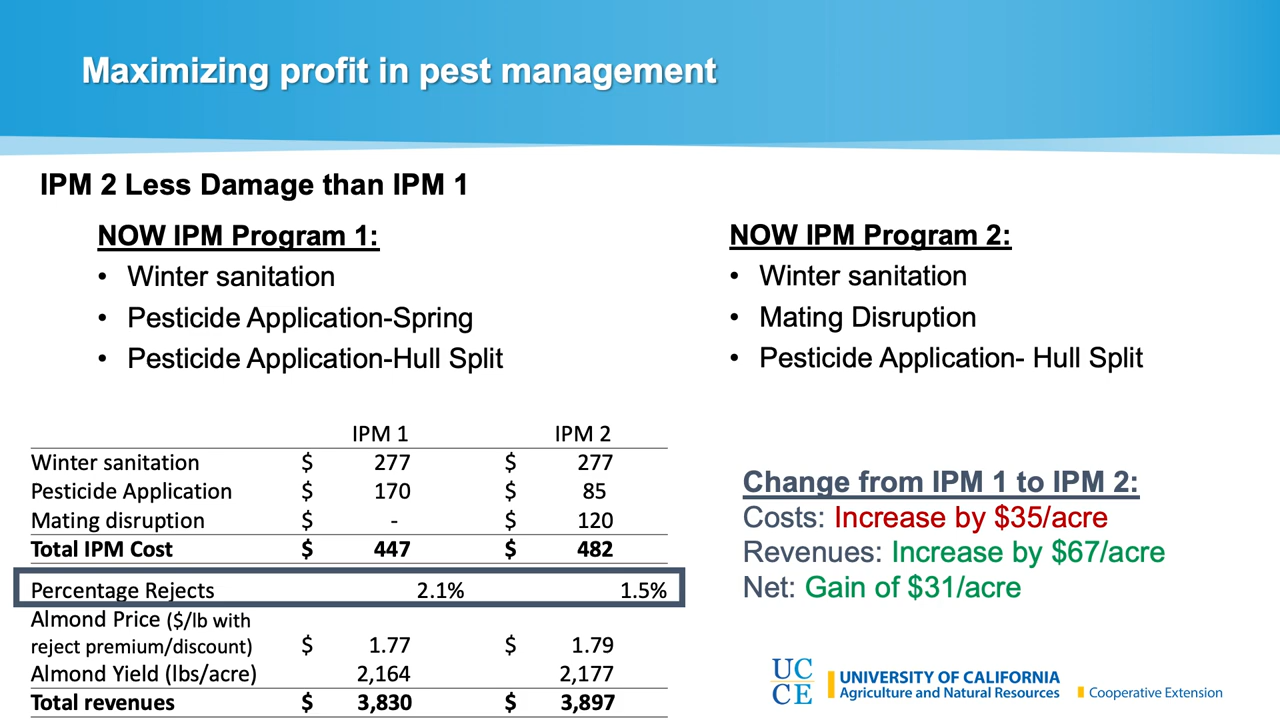 Maximizing profit in pest management
IPM 2 Less Damage than IPM 1
NOW IPM Program 1:
• Winter sanitation
• Pesticide Application-Spring
• Pesticide Application-Hull Split
NOW IPM Program 2:
• Winter sanitation
• Mating Disruption
• Pesticide Application- Hull Split
IPM 1 IPM 2
Winter sanitation $ 277 $ 277
Pesticide Application $ 170 $ 85
Mating disruption $ - $ 120
Total IPM Cost $ 447 $ 482
Percentage Rejects 2.1% 1.5%
Almond Price ($/lb with
reject premium/discount) $ 1.77 $ 1.79
Almond Yield (lbs/acre) 2,164 2,177
Total revenues $ 3,830 $ 3,897
Change from IPM 1 to IPM 2:
Costs: Increase by $35/acre
Revenues: Increase by $67/acre
Net: Gain of $31/acre
UC
CE
UNIVERSITY OF CALIFORNIA
Agriculture and Natural Resources
Cooperative Extension